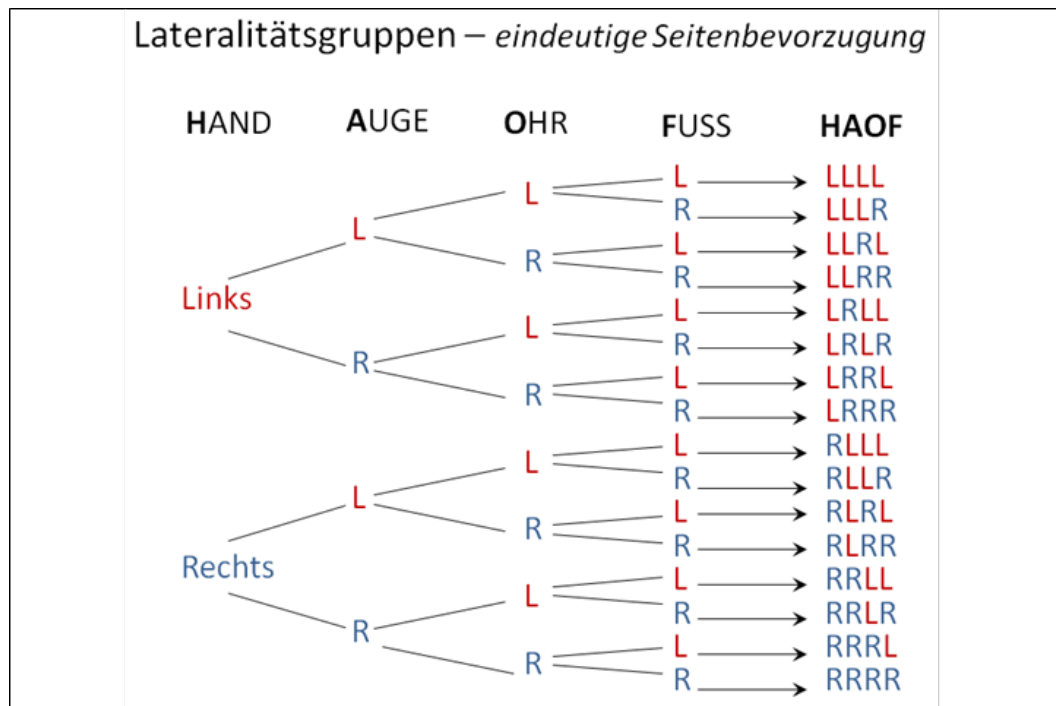 Lateralitätsgruppen – eindeutige Seitenbevorzugung
HAND AUGE OHR FUSS HAOF
L LLLL
L
R LLLR
L
L LLRL
R
R LLRR
Links
L LRLL
L
R LRLR
R
L LRRL
R
R LRRR
L RLLL
L
R RLLR
L
L RLRL
R
R RLRR
Rechts
L RRLL
L
R RRLR
R
L RRRL
R
R RRRR